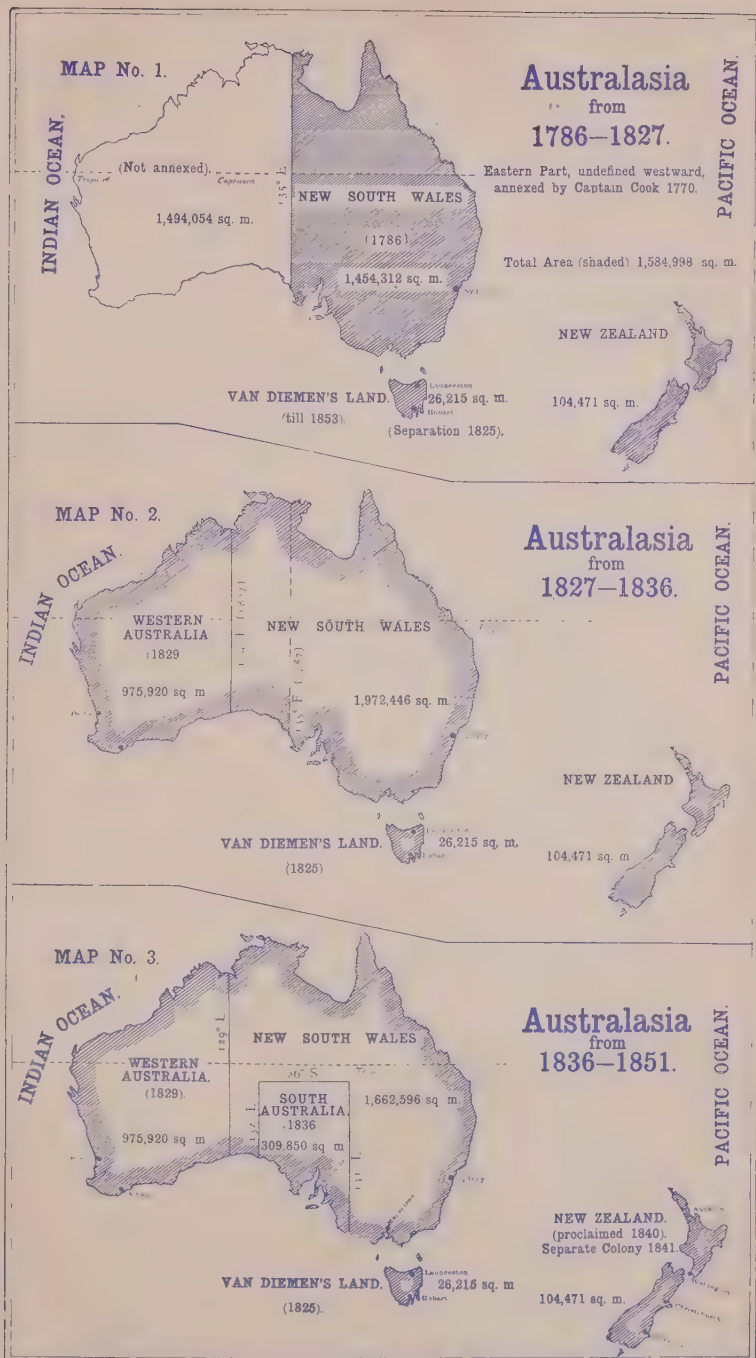 MAP No. 1.
Australasia
from
1786—1827.
Eastern Part, undefined westward,
annexed by Captain Cook 1770.
Total Area (shaded) 1,584,998 sq. m.
INDIAN OCEAN.
PACIFIC OCEAN.
(Not annexed).
Tropic of Capricorn
1,494,054 sq. m.
135° E.
NEW SOUTH WALES
(1786)
1,454,312 sq. m.
Syd
NEW ZEALAND
104,471 sq. m.
VAN DIEMEN'S LAND.
(till 1853).
Launceston
26,215 sq. m.
Hobart
(Separation 1825).
MAP No. 2.
Australasia
from
1827—1836.
INDIAN OCEAN.
PACIFIC OCEAN.
WESTERN
AUSTRALIA
(1829
975,920 sq m
NEW SOUTH WALES
1,972,446 sq. m.
NEW ZEALAND
104,471 sq. m
VAN DIEMEN'S LAND.
(1825)
26,215 sq, m,
MAP No. 3.
Australasia
from
1836—1851.
INDIAN OCEAN.
PACIFIC OCEAN.
129° E.
NEW SOUTH WALES
WESTERN
AUSTRALIA.
(1829).
975,920 sq m
26° S
SOUTH
AUSTRALIA.
1836
309,850 sq m
1,662,596 sq m.
NEW ZEALAND.
(proclaimed 1840).
Separate Colony 1841.
104,471 sq. m.
VAN DIEMEN'S LAND.
(1825).
Launceston
26,215 sq. m
Hobart